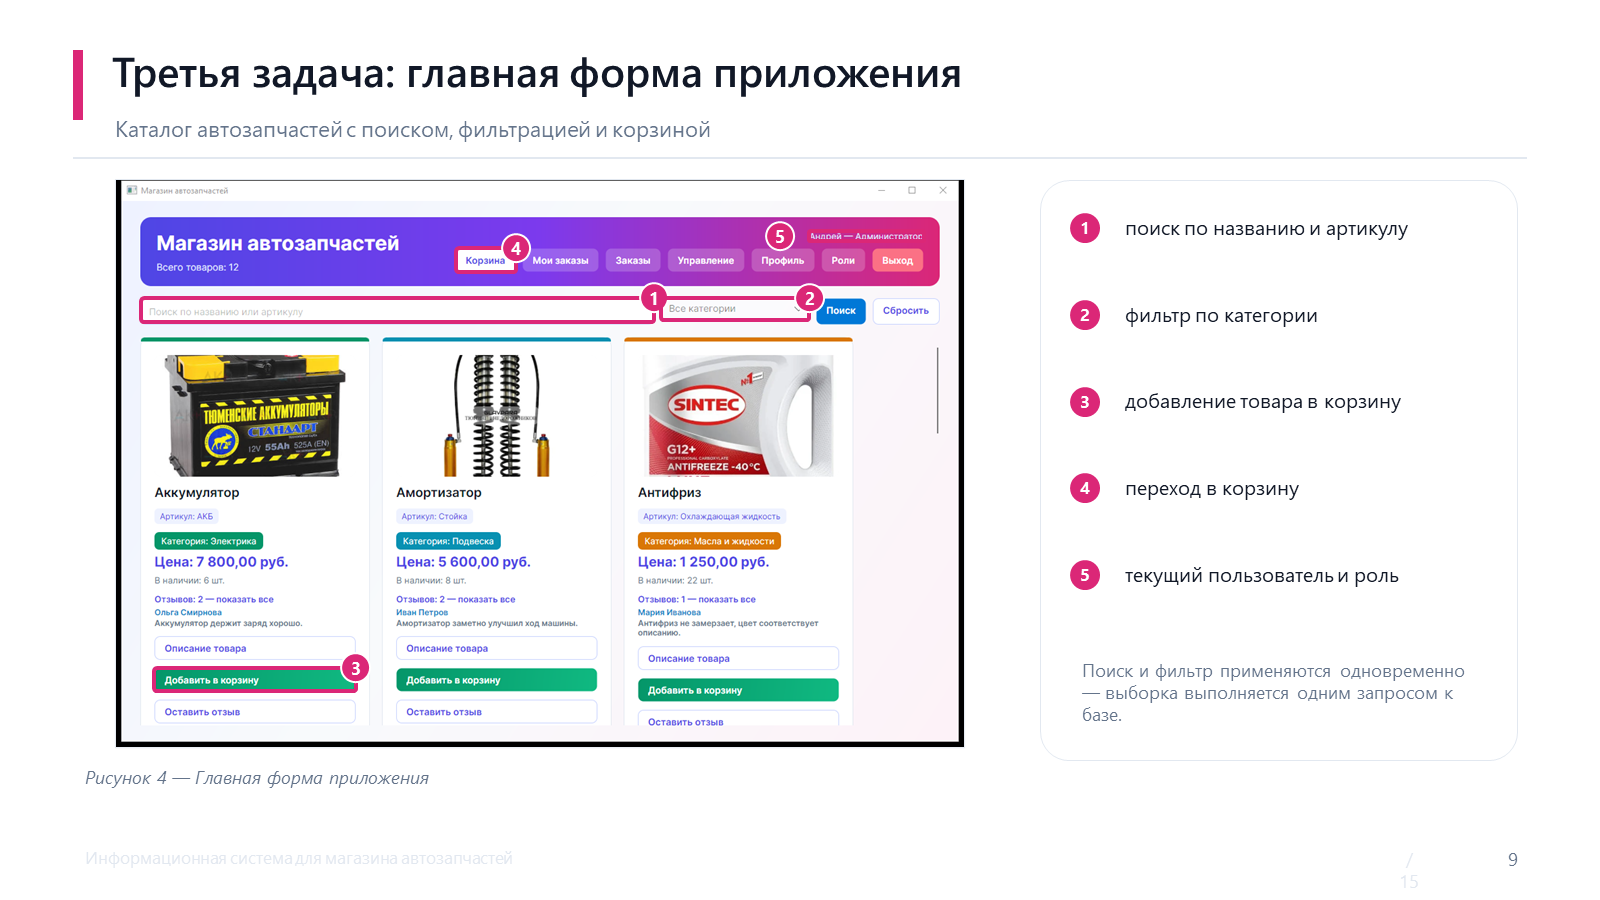 Третья задача: главная форма приложения
Каталог автозапчастей с поиском, фильтрацией и корзиной
Магазин автозапчастей
Магазин автозапчастей
Всего товаров: 12
5
Андрей — Администратор
4
Корзина
Мои заказы
Заказы
Управление
Профиль
Роли
Выход
Поиск по названию или артикулу
1
Все категории
2
Поиск
Сбросить
ТЮМЕНСКИЕ АККУМУЛЯТОРЫ
СТАНДАРТ
12V 55Ah 525A (EN)
№1
SINTEC
G12+
ANTIFREEZE -40°C
Аккумулятор
Артикул: АКБ
Категория: Электрика
Цена: 7 800,00 руб.
В наличии: 6 шт.
Отзывов: 2 — показать все
Ольга Смирнова
Аккумулятор держит заряд хорошо.
Описание товара
Добавить в корзину
3
Оставить отзыв
Амортизатор
Артикул: Стойка
Категория: Подвеска
Цена: 5 600,00 руб.
В наличии: 8 шт.
Отзывов: 2 — показать все
Иван Петров
Амортизатор заметно улучшил ход машины.
Описание товара
Добавить в корзину
Оставить отзыв
Антифриз
Артикул: Охлаждающая жидкость
Категория: Масла и жидкости
Цена: 1 250,00 руб.
В наличии: 22 шт.
Отзывов: 1 — показать все
Мария Иванова
Антифриз не замерзает, цвет соответствует
описанию.
Описание товара
Добавить в корзину
Оставить отзыв
Рисунок 4 — Главная форма приложения
1 поиск по названию и артикулу
2 фильтр по категории
3 добавление товара в корзину
4 переход в корзину
5 текущий пользователь и роль
Поиск и фильтр применяются одновременно
— выборка выполняется одним запросом к
базе.
Информационная система для магазина автозапчастей
/
15
9